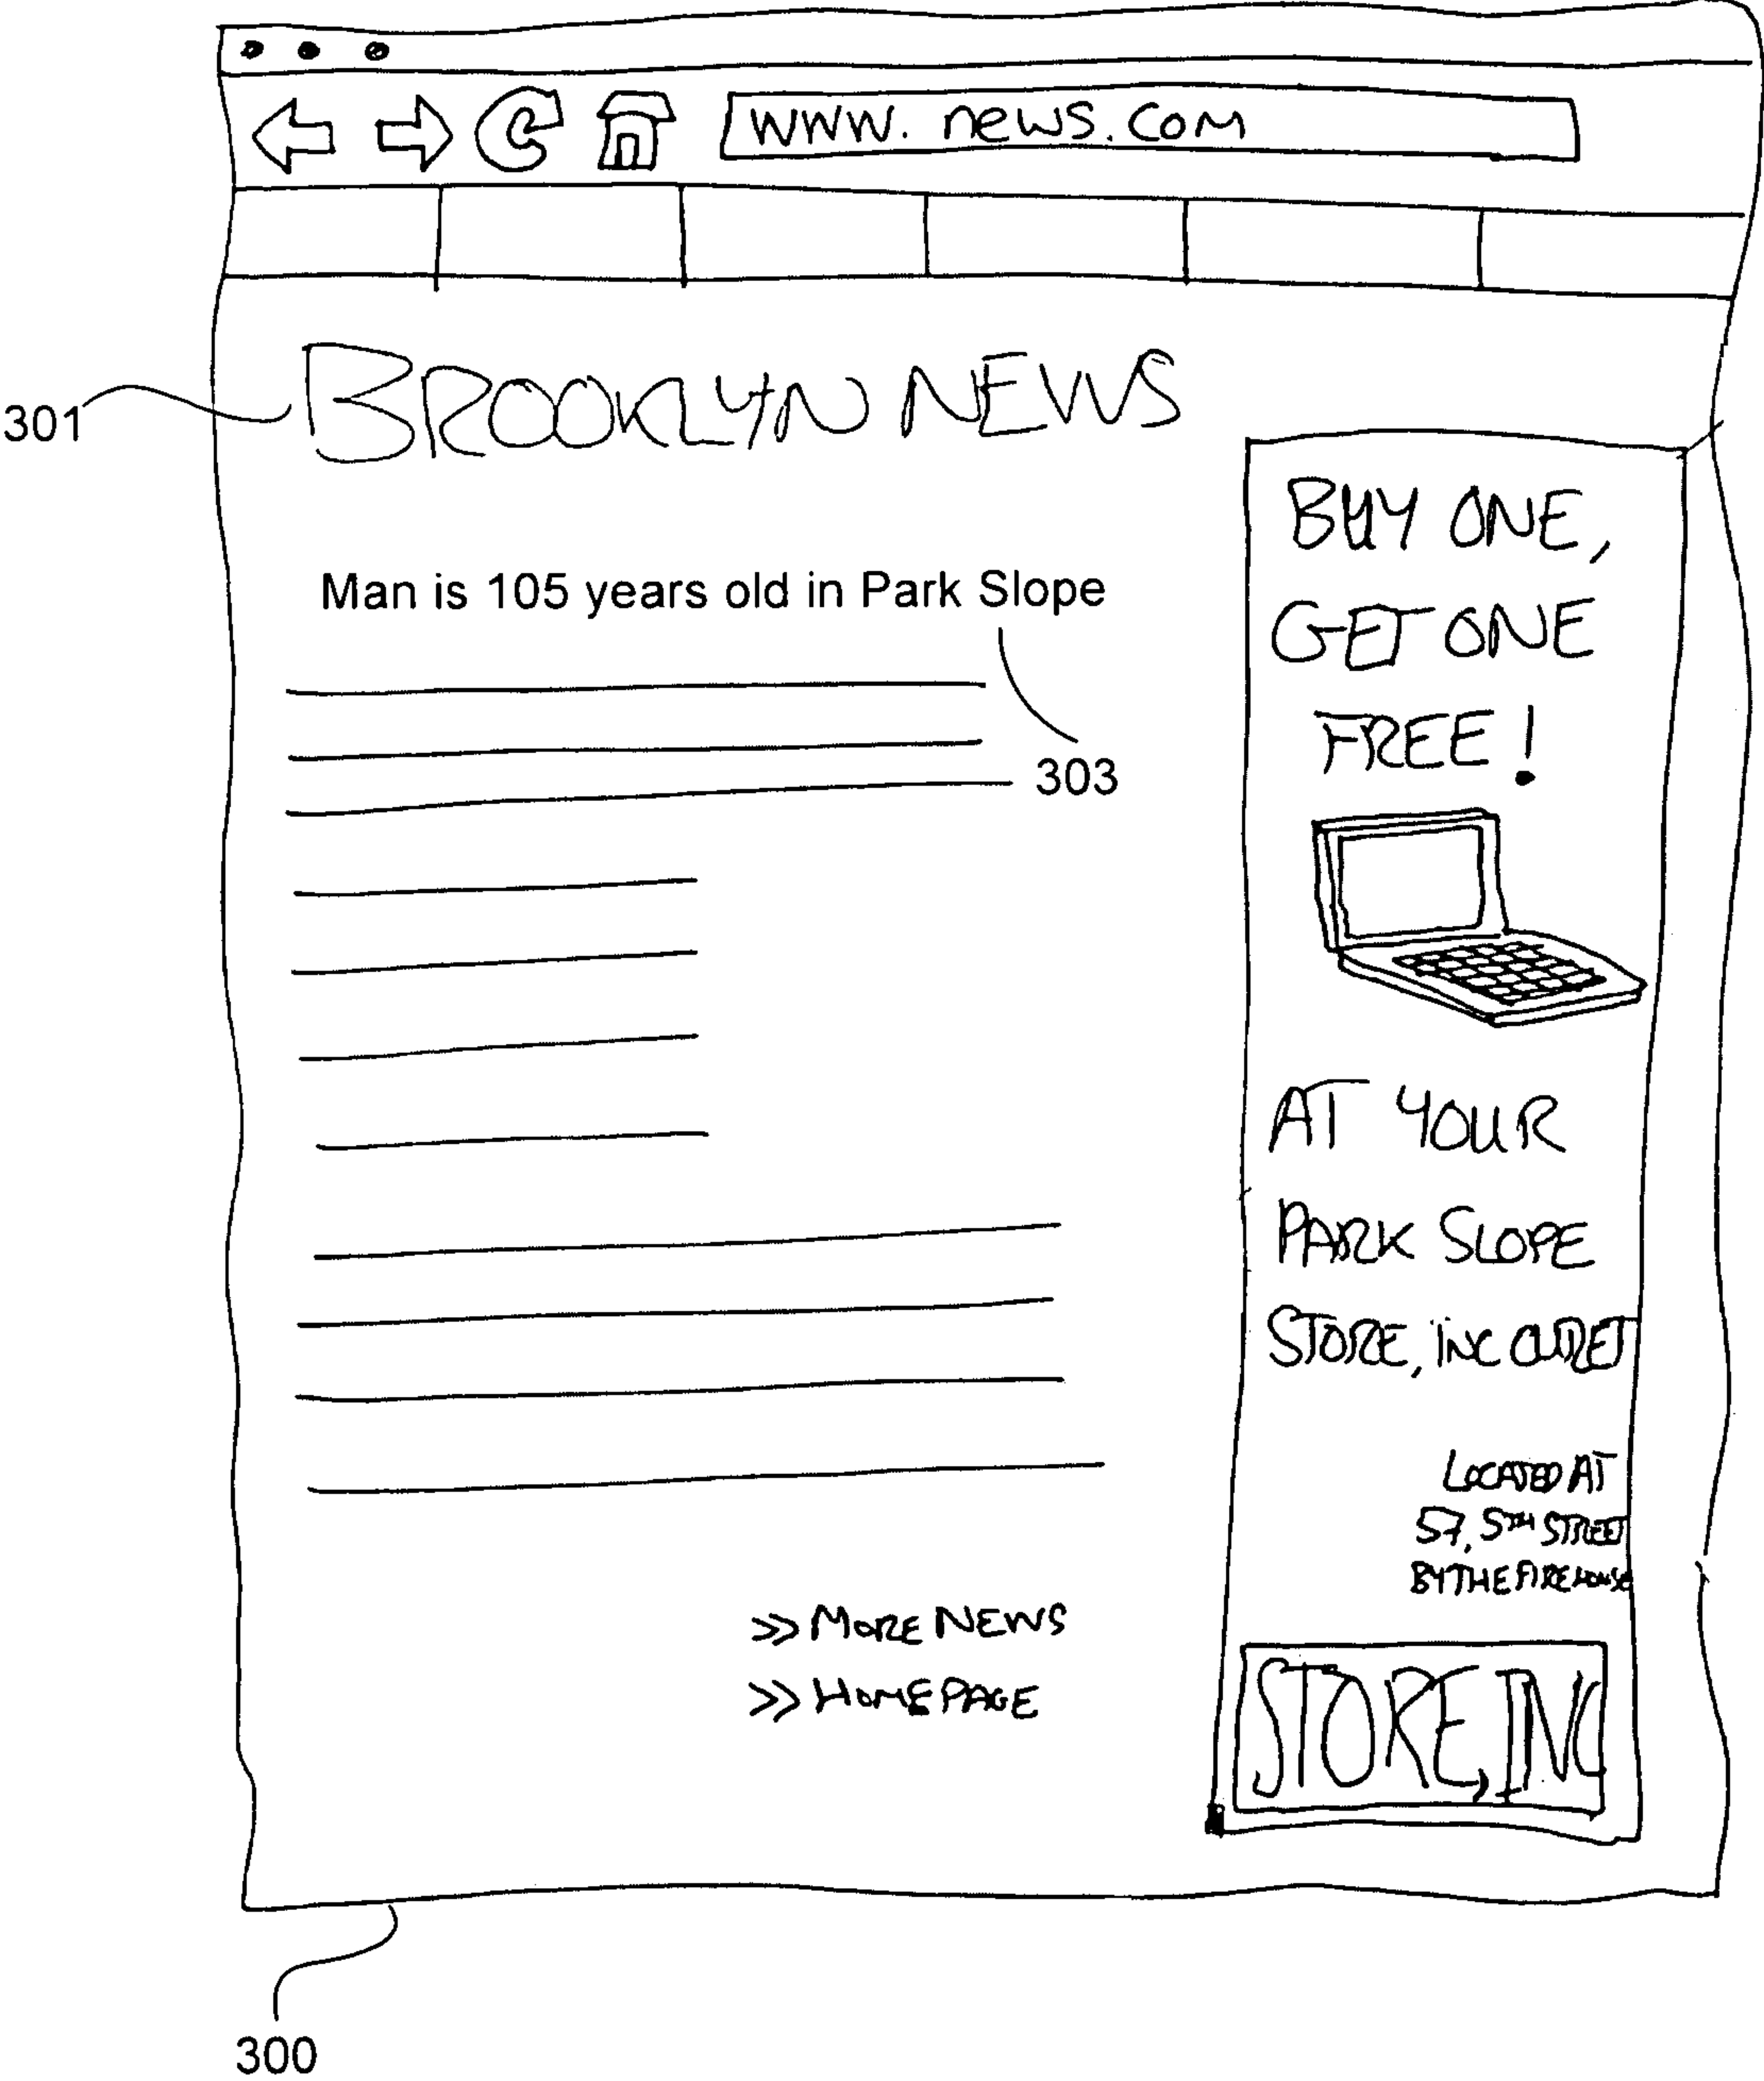 www.news.com
301
BROOKLYN NEWS
Man is 105 years old in Park Slope
303
BUY ONE,
GET ONE
FREE!
AT YOUR
PARK SLOPE
STORE, INC OUTLET
LOCATED AT
57, 5TH STREET
BY THE FIREHOUSE
>> MORE NEWS
>> HOMEPAGE
STORE, INC
300